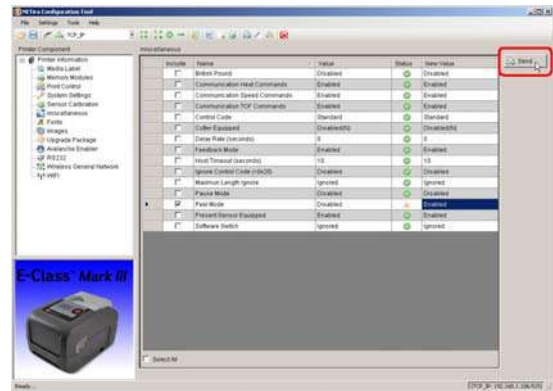 NETira Configuration Tool
File Settings Tools Help
TCP_IP
Printer Component
Miscellaneous
Printer Information
Media Label
Memory Modules
Print Control
System Settings
Sensor Calibration
Miscellaneous
Fonts
Images
Upgrade Package
Avalanche Enabler
RS232
Wireless General Network
WiFi
Include Name Value Status New Value
British Pound Disabled Disabled
Communication Heat Commands Enabled Enabled
Communication Speed Commands Enabled Enabled
Communication TOF Commands Enabled Enabled
Control Code Standard Standard
Cutter Equipped Disabled(N) Disabled(N)
Delay Rate (seconds) 0 0
Feedback Mode Disabled Disabled
Host Timeout (seconds) 10 10
Ignore Control Code (<0x20) Disabled Disabled
Maximum Length Ignore Ignored Ignored
Pause Mode Disabled Disabled
Peel Mode Disabled Enabled
Present Sensor Equipped Enabled Enabled
Software Switch Ignored Ignored
Send
E-Class Mark III
Select All
Ready...